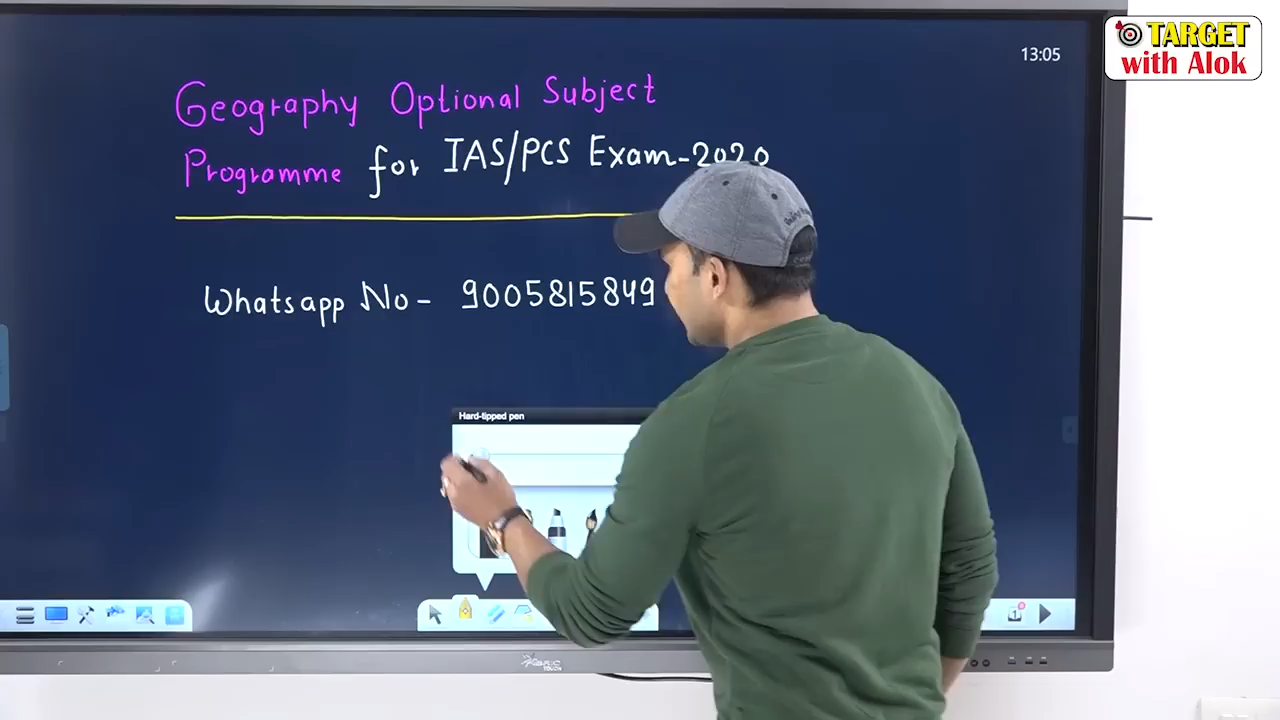 TARGET
with Alok
13:05
Geography Optional Subject
Programme for IAS/PCS Exam-2020
Whatsapp No- 9005815849
Hard-tipped pen